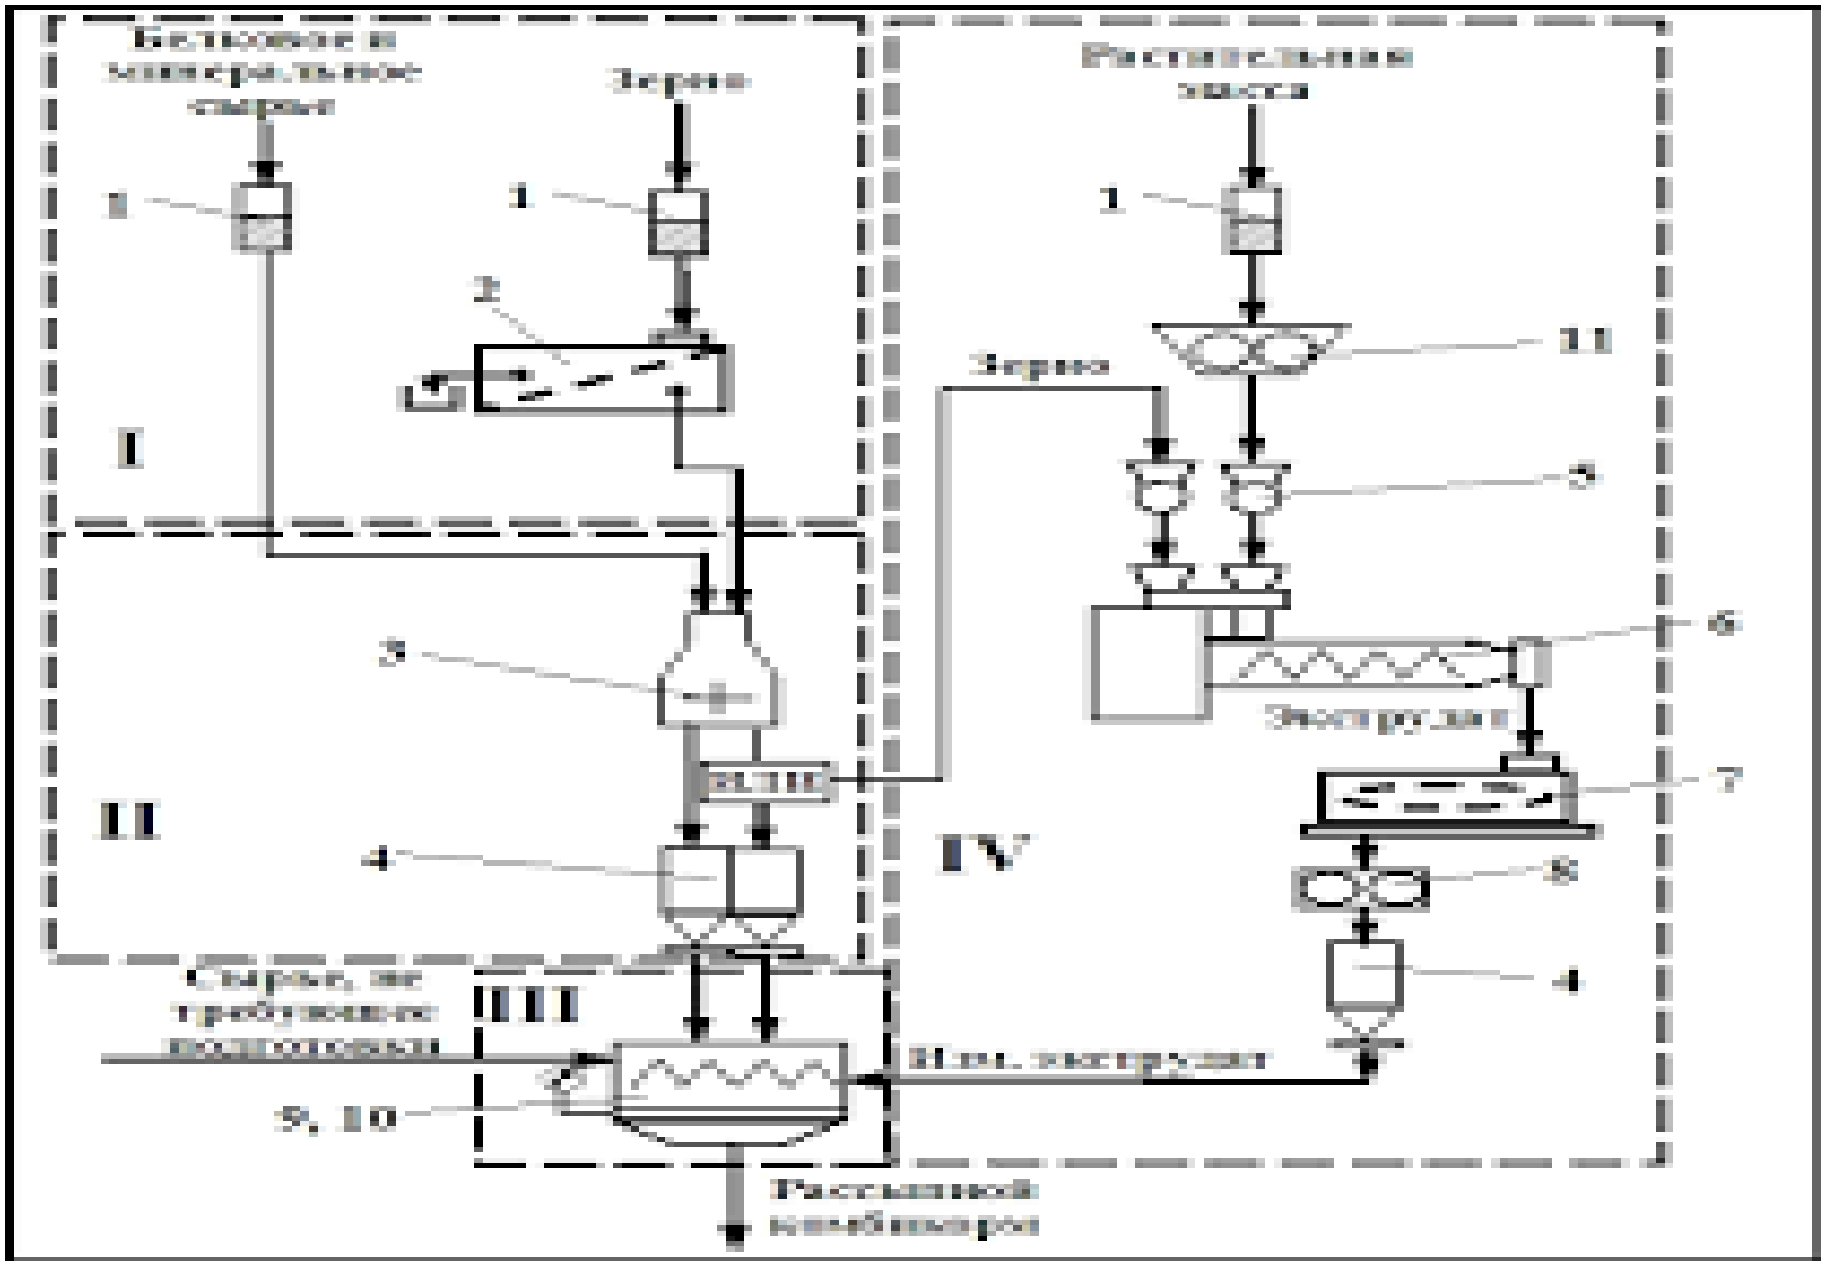 Белковое и
минеральное
сырье
Зерно
Растительная
масса
1
1
1
2
11
Зерно
I
5
3
6
Экструдат
7
II
IV
4
8
Сырье, не
требующее
подготовки
III
4
Изм. экструдат
9, 10
Рассыпной
комбикорм